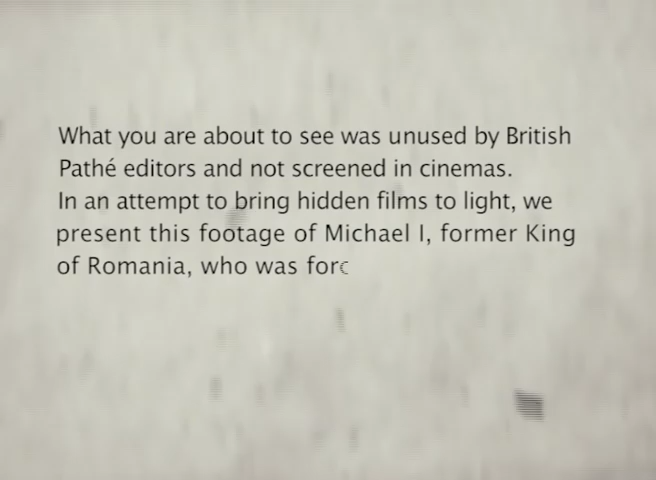 What you are about to see was unused by British
Pathé editors and not screened in cinemas.
In an attempt to bring hidden films to light, we
present this footage of Michael I, former King
of Romania, who was forc